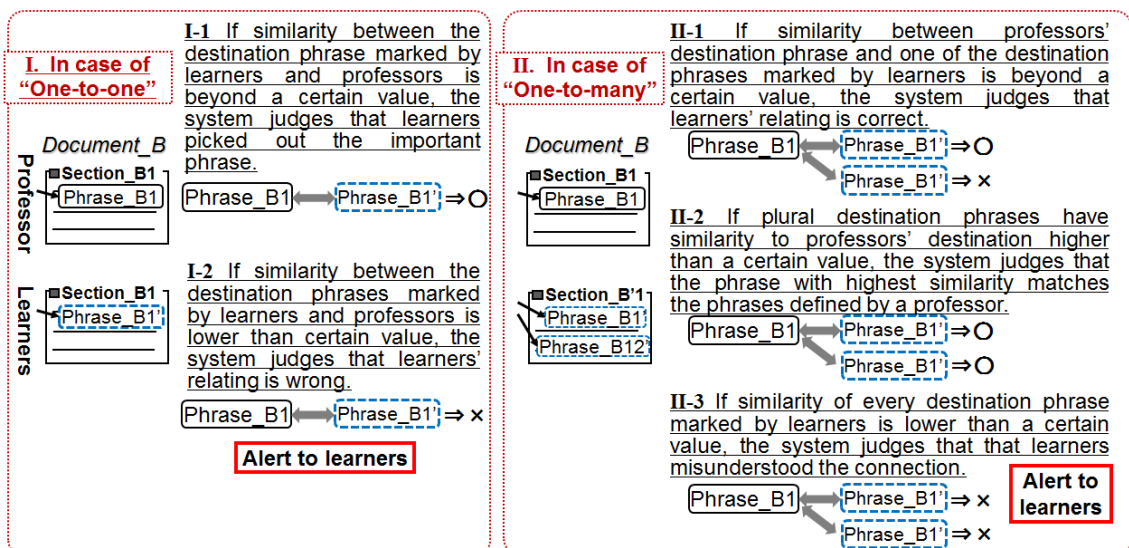 I. In case of
“One-to-one”
I-1 If similarity between the
destination phrase marked by
learners and professors is
beyond a certain value, the
system judges that learners
picked out the important
phrase.
Phrase_B1
Phrase_B1’
⇒○
Professor
Document_B
Section_B1
Phrase_B1
Learners
Section_B1
Phrase_B1’
I-2 If similarity between the
destination phrases marked
by learners and professors is
lower than certain value, the
system judges that learners’
relating is wrong.
Phrase_B1
Phrase_B1’
⇒×
Alert to learners
II. In case of
“One-to-many”
Document_B
Section_B1
Phrase_B1
Section_B’1
Phrase_B1’
Phrase_B12’
II-1 If similarity between professors’
destination phrase and one of the destination
phrases marked by learners is beyond a
certain value, the system judges that
learners’ relating is correct.
Phrase_B1
Phrase_B1’
⇒○
Phrase_B1’
⇒×
II-2 If plural destination phrases have
similarity to professors’ destination higher
than a certain value, the system judges that
the phrase with highest similarity matches
the phrases defined by a professor.
Phrase_B1
Phrase_B1’
⇒○
Phrase_B1’
⇒○
II-3 If similarity of every destination phrase
marked by learners is lower than a certain
value, the system judges that that learners
misunderstood the connection.
Phrase_B1
Phrase_B1’
⇒×
Phrase_B1’
⇒×
Alert to
learners